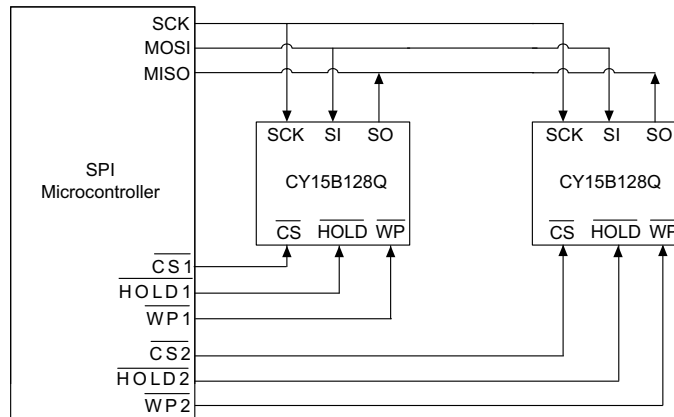 SCK
MOSI
MISO
SCK SI SO
SCK SI SO
SPI
Microcontroller
CY15B128Q
CY15B128Q
CS HOLD WP
CS HOLD WP
CS1
HOLD1
WP1
CS2
HOLD2
WP2